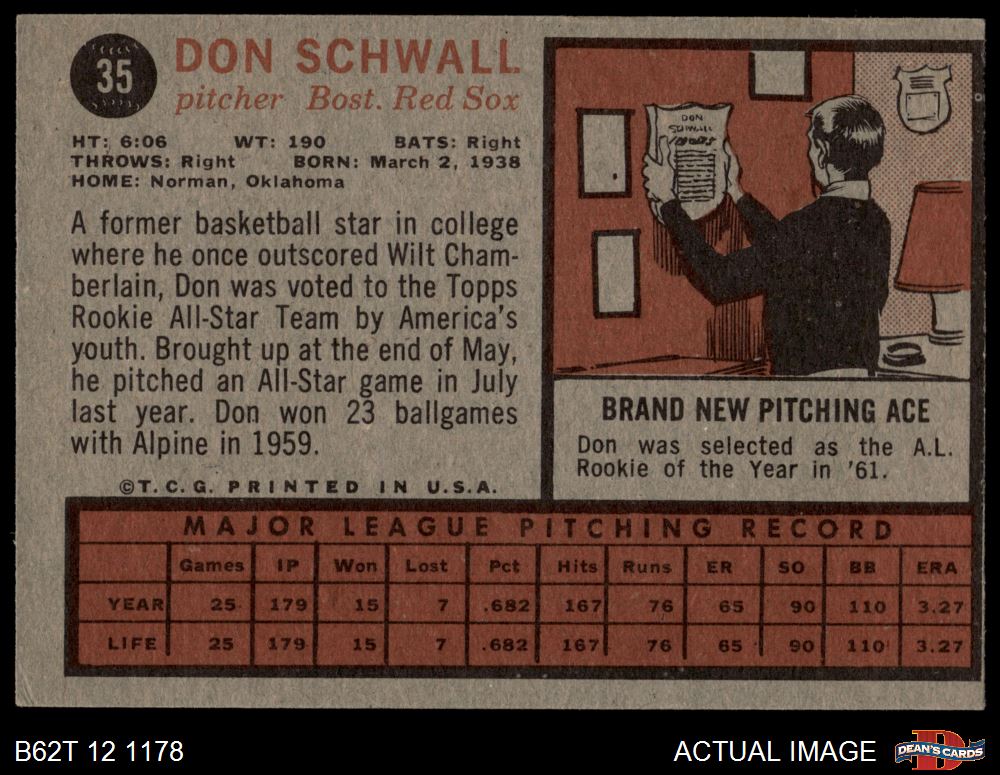 35
DON SCHWALL
pitcher Bost. Red Sox
HT: 6:06 WT: 190 BATS: Right
THROWS: Right BORN: March 2, 1938
HOME: Norman, Oklahoma
A former basketball star in college
where he once outscored Wilt Cham-
berlain, Don was voted to the Topps
Rookie All-Star Team by America's
youth. Brought up at the end of May,
he pitched an All-Star game in July
last year. Don won 23 ballgames
with Alpine in 1959.
©T.C.G. PRINTED IN U.S.A.
DON
SCHWALL
BRAND NEW PITCHING ACE
Don was selected as the A.L.
Rookie of the Year in '61.
MAJOR LEAGUE PITCHING RECORD
Games IP Won Lost Pct Hits Runs ER SO BB ERA
YEAR 25 179 15 7 .682 167 76 65 90 110 3.27
LIFE 25 179 15 7 .682 167 76 65 90 110 3.27
B62T 12 1178
ACTUAL IMAGE
DEAN'S CARDS